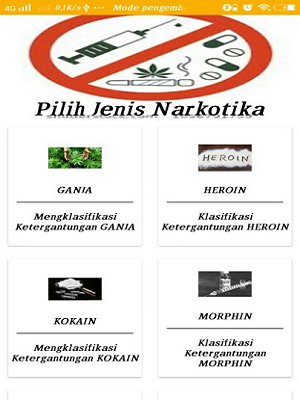 4G 0.1K/s ... Mode pengemb.
Pilih Jenis Narkotika
HEROIN
GANJA
HEROIN
Mengklasifikasi
Ketergantungan GANJA
Klasifikasi
Ketergantungan HEROIN
KOKAIN
MORPHIN
Mengklasifikasi
Ketergantungan KOKAIN
Klasifikasi
Ketergantungan
MORPHIN